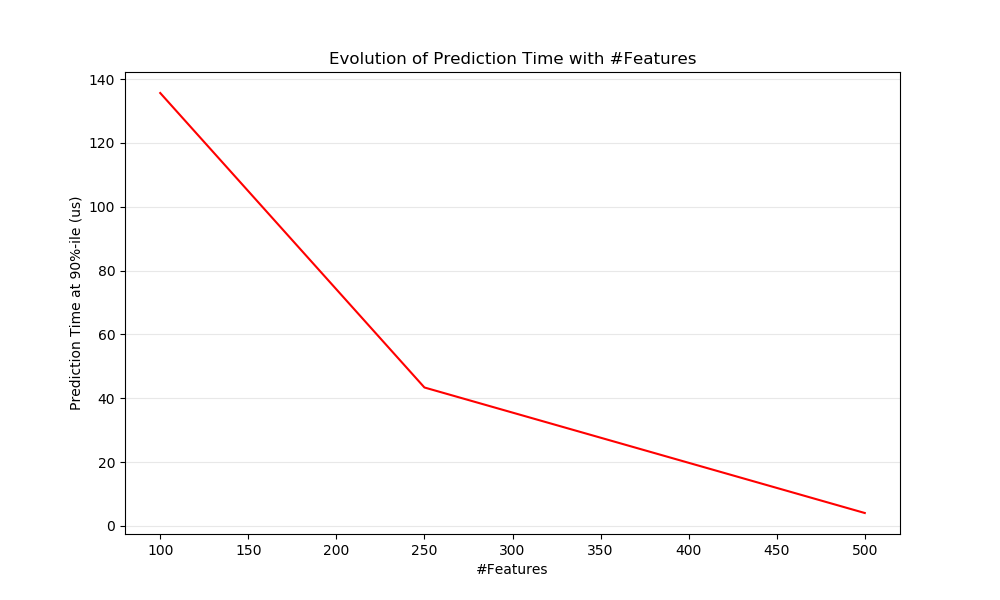 Evolution of Prediction Time with #Features
Prediction Time at 90%-ile (us)
140
120
100
80
60
40
20
0
100 150 200 250 300 350 400 450 500
#Features